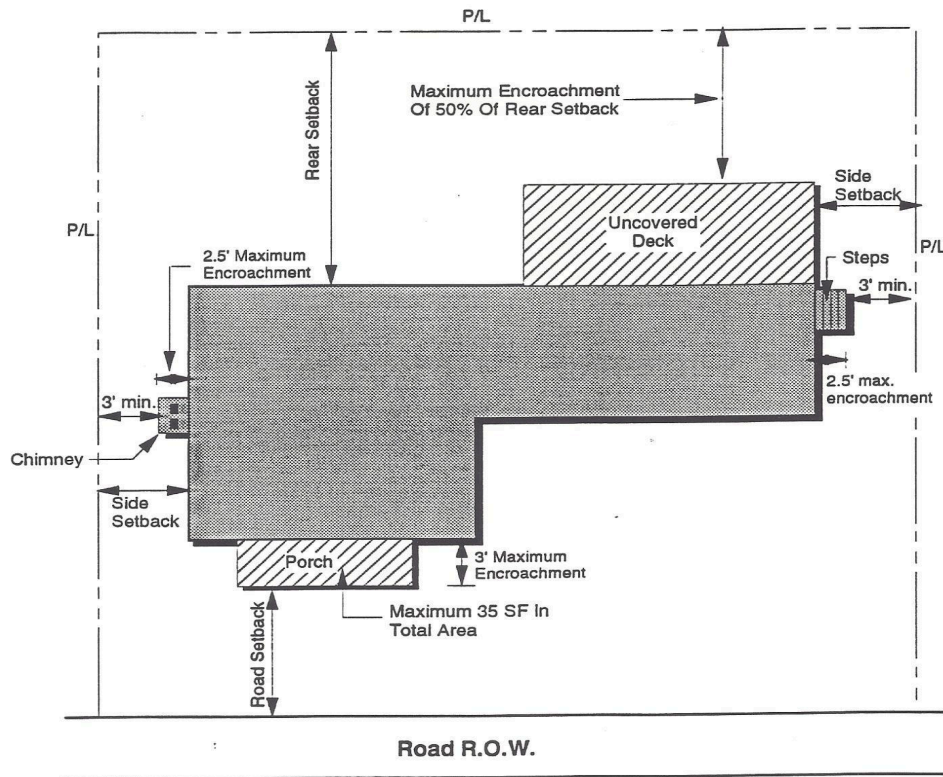 P/L
Maximum Encroachment
Of 50% Of Rear Setback
Rear Setback
Side
Setback
P/L
Uncovered
Deck
P/L
2.5' Maximum
Encroachment
Steps
3' min.
3' min.
2.5' max.
encroachment
Chimney
Side
Setback
Porch
3' Maximum
Encroachment
Maximum 35 SF In
Total Area
Road Setback
Road R.O.W.